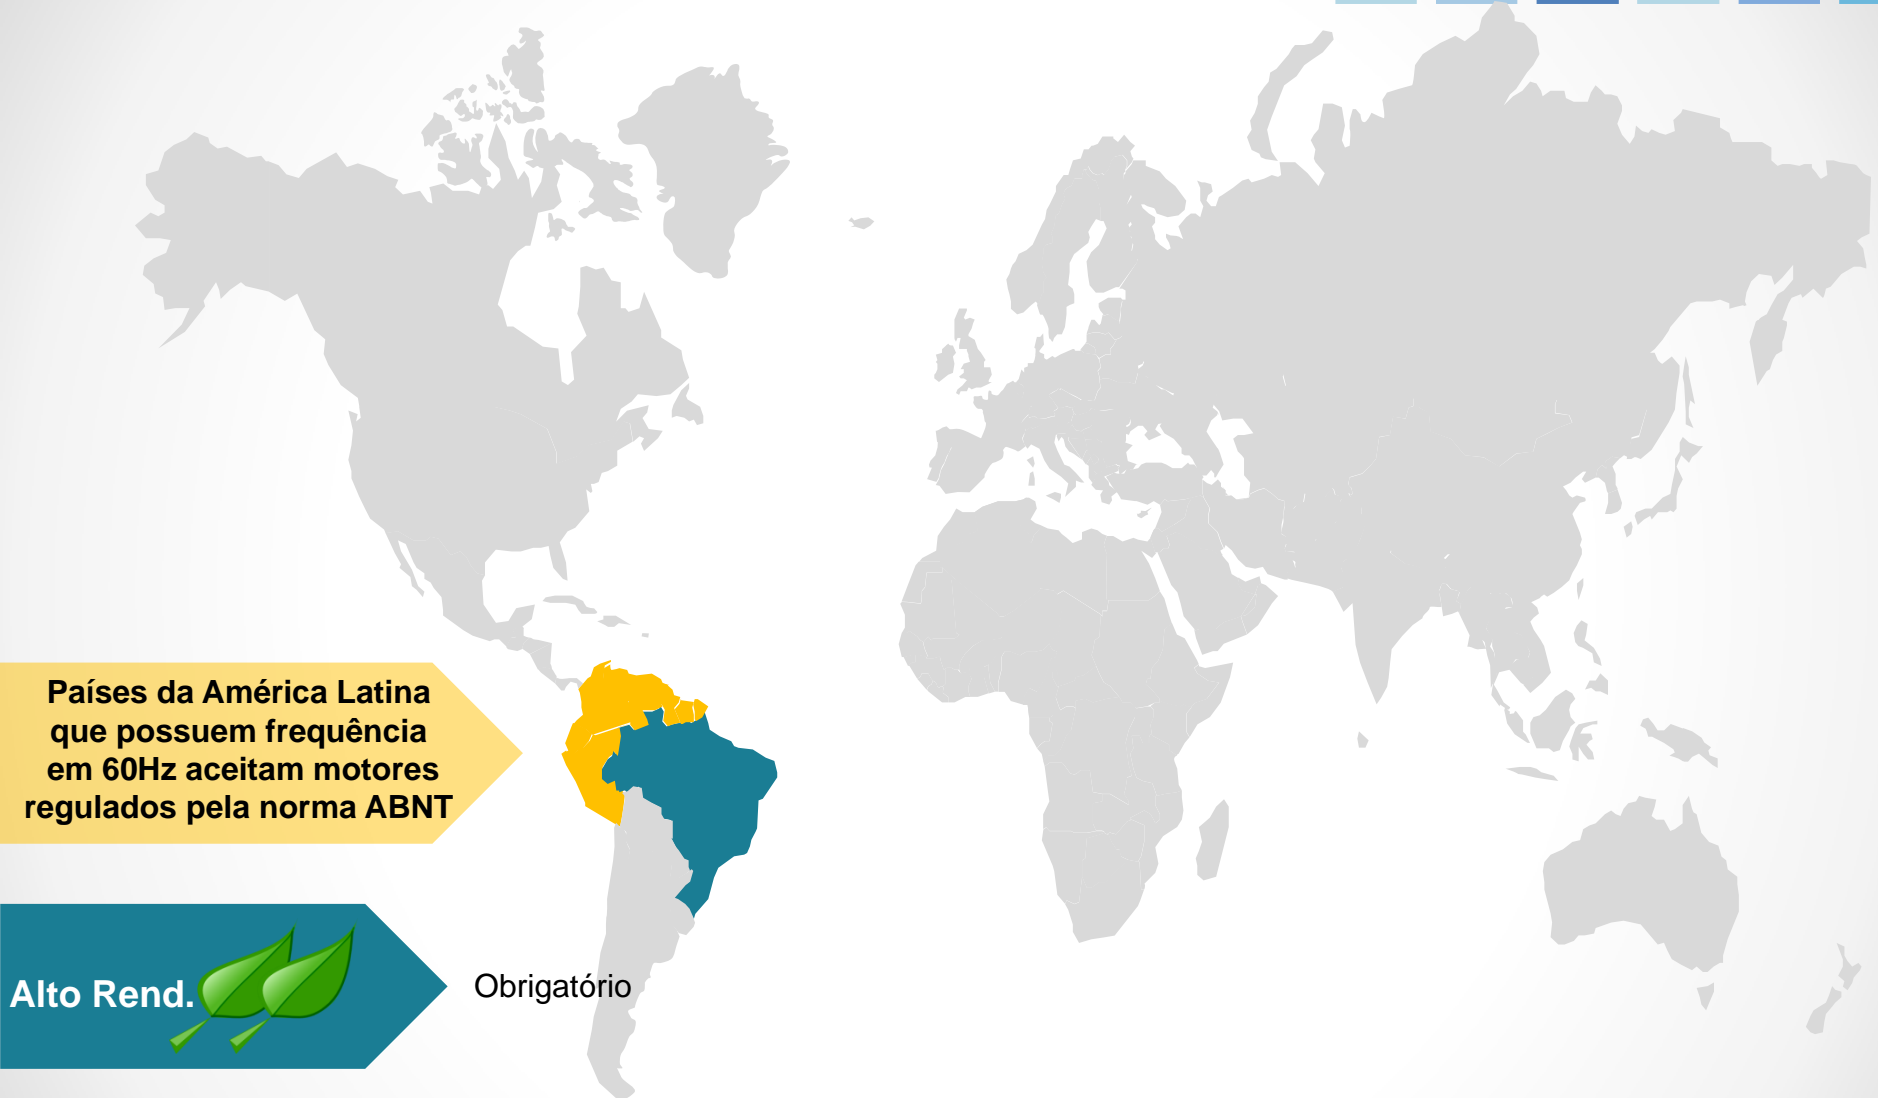 Países da América Latina
que possuem frequência
em 60Hz aceitam motores
regulados pela norma ABNT
Alto Rend.
Obrigatório